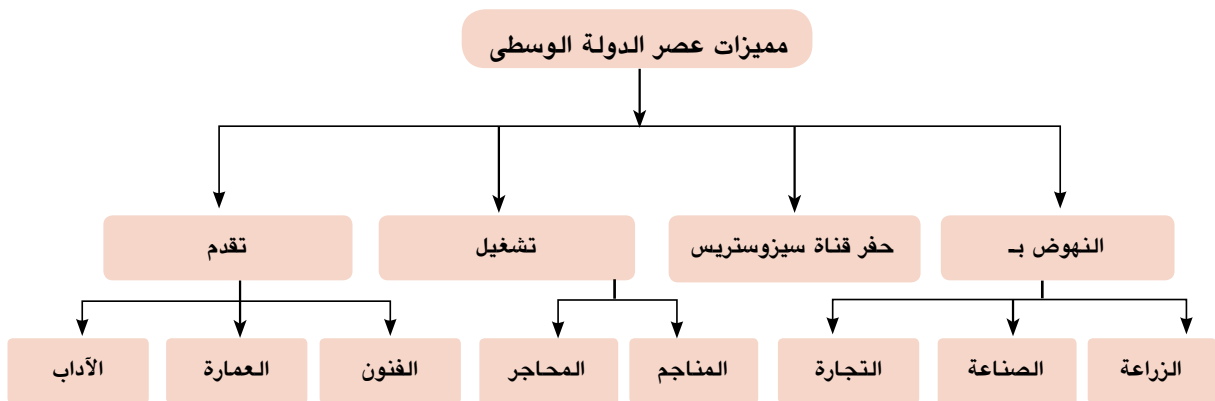 مميزات عصر الدولة الوسطى
النهوض بـ
حفر قناة سيزوستريس
تشغيل
تقدم
الزراعة
الصناعة
التجارة
المناجم
المحاجر
الفنون
العمارة
الآداب